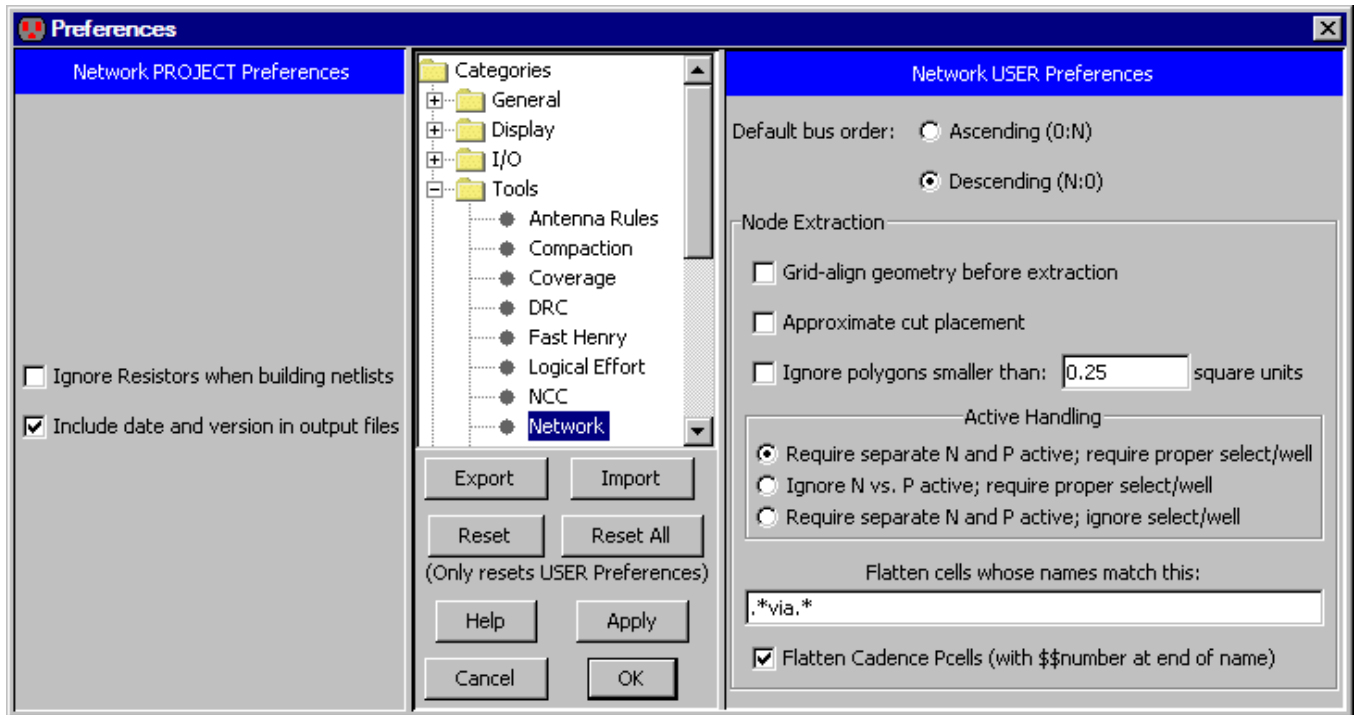 Preferences
Network PROJECT Preferences
Ignore Resistors when building netlists
Include date and version in output files
Categories
General
Display
I/O
Tools
Antenna Rules
Compaction
Coverage
DRC
Fast Henry
Logical Effort
NCC
Network
Export Import
Reset Reset All
(Only resets USER Preferences)
Help Apply
Cancel OK
Network USER Preferences
Default bus order: Ascending (0:N)
Descending (N:0)
Node Extraction
Grid-align geometry before extraction
Approximate cut placement
Ignore polygons smaller than: 0.25 square units
Active Handling
Require separate N and P active; require proper select/well
Ignore N vs. P active; require proper select/well
Require separate N and P active; ignore select/well
Flatten cells whose names match this:
.*via.*
Flatten Cadence Pcells (with $$number at end of name)